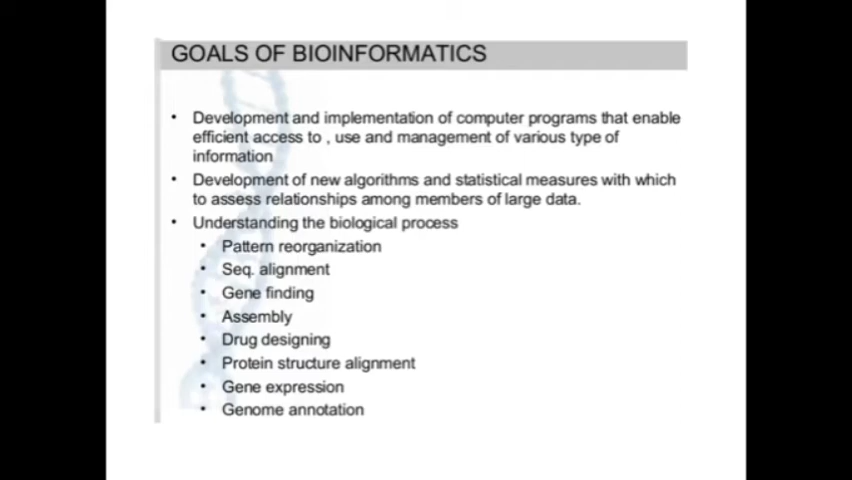 GOALS OF BIOINFORMATICS
• Development and implementation of computer programs that enable
efficient access to , use and management of various type of
information
• Development of new algorithms and statistical measures with which
to assess relationships among members of large data.
• Understanding the biological process
• Pattern reorganization
• Seq. alignment
• Gene finding
• Assembly
• Drug designing
• Protein structure alignment
• Gene expression
• Genome annotation